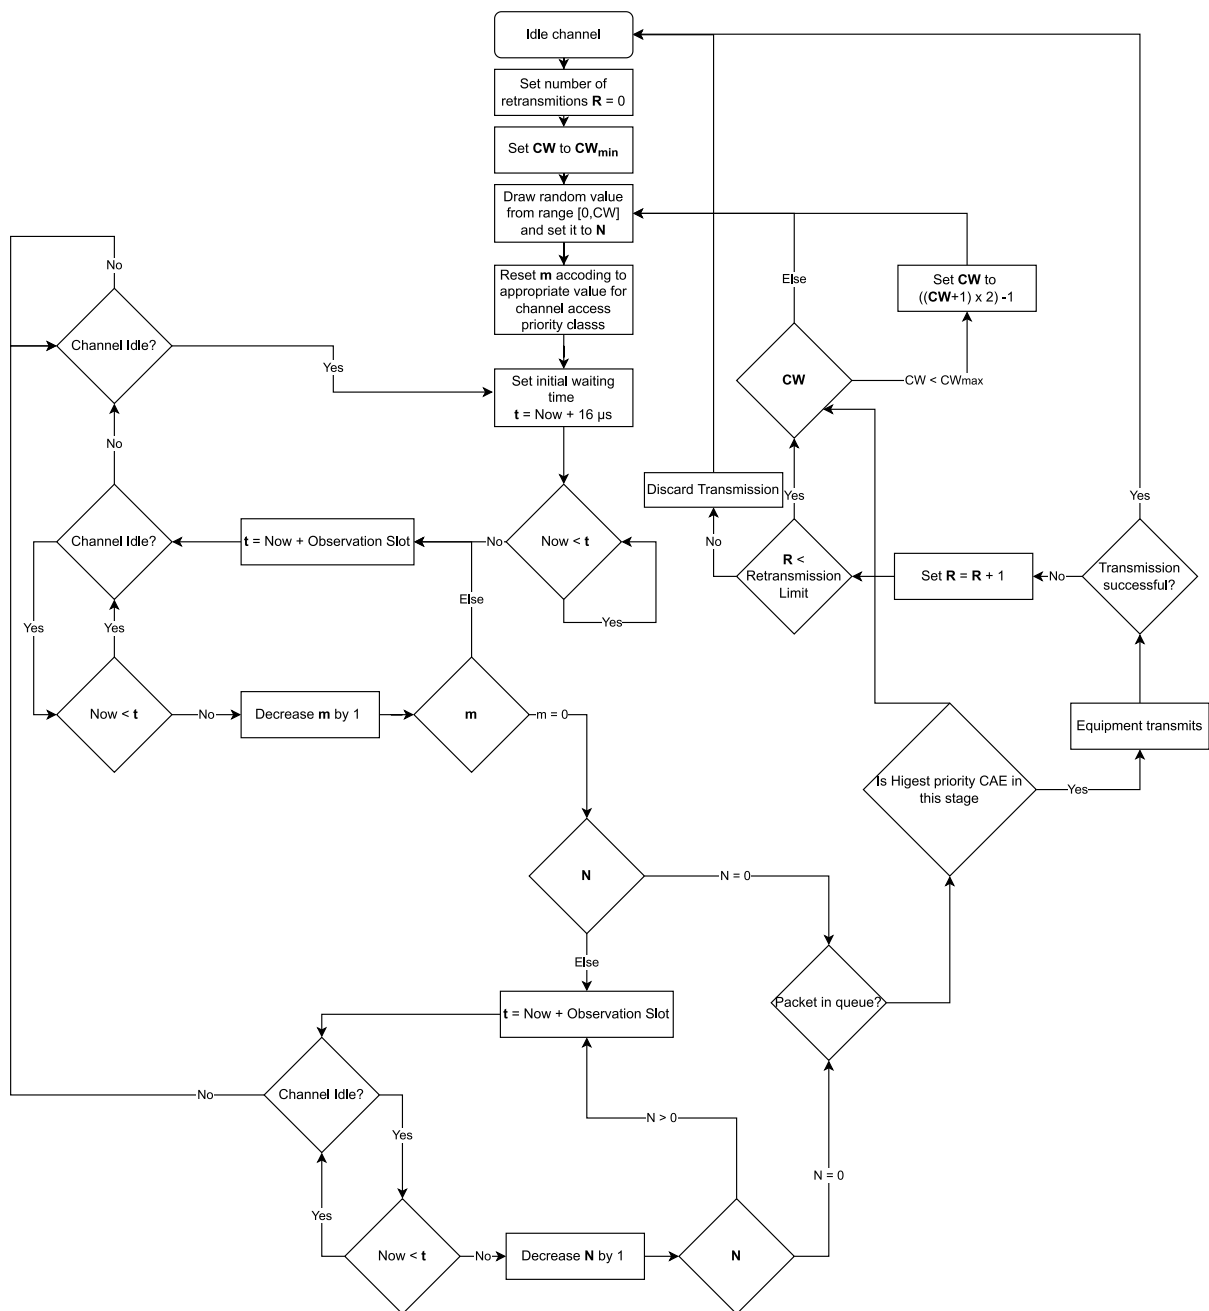 Idle channel
Set number of
retransmitions R = 0
Set CW to CWmin
Draw random value
from range [0,CW]
and set it to N
Reset m accoding to
appropriate value for
channel access
priority classs
Set initial waiting
time
t = Now + 16 µs
No
Channel Idle?
Yes
Else
Set CW to
((CW+1) x 2) -1
CW
CW < CWmax
No
Channel Idle?
t = Now + Observation Slot
No
Now < t
Yes
Else
Yes
Yes
Now < t
No
Decrease m by 1
m
m = 0
Discard Transmission
Yes
No
R <
Retransmission
Limit
Set R = R + 1
No
Transmission
successful?
Yes
Equipment transmits
Is Higest priority CAE in
this stage
Yes
N
N = 0
Else
Packet in queue?
t = Now + Observation Slot
No
Channel Idle?
Yes
N > 0
N = 0
Yes
Now < t
No
Decrease N by 1
N